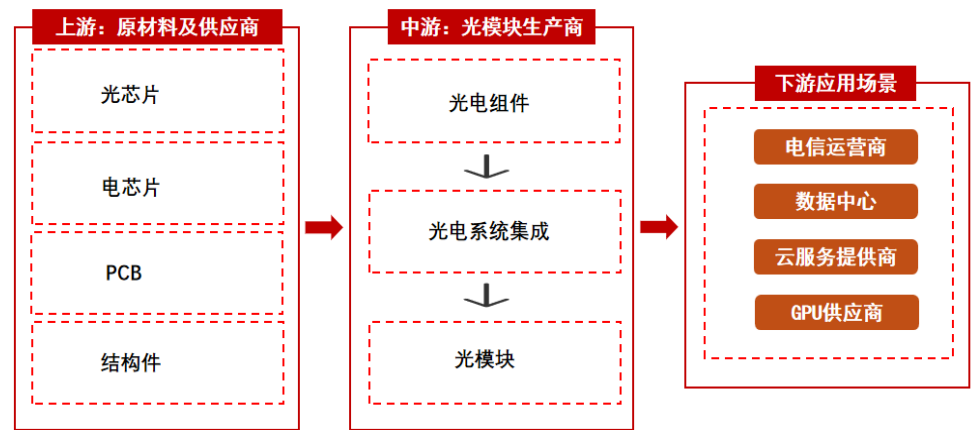 上游：原材料及供应商
光芯片
电芯片
PCB
结构件
中游：光模块生产商
光电组件
光电系统集成
光模块
下游应用场景
电信运营商
数据中心
云服务提供商
GPU供应商